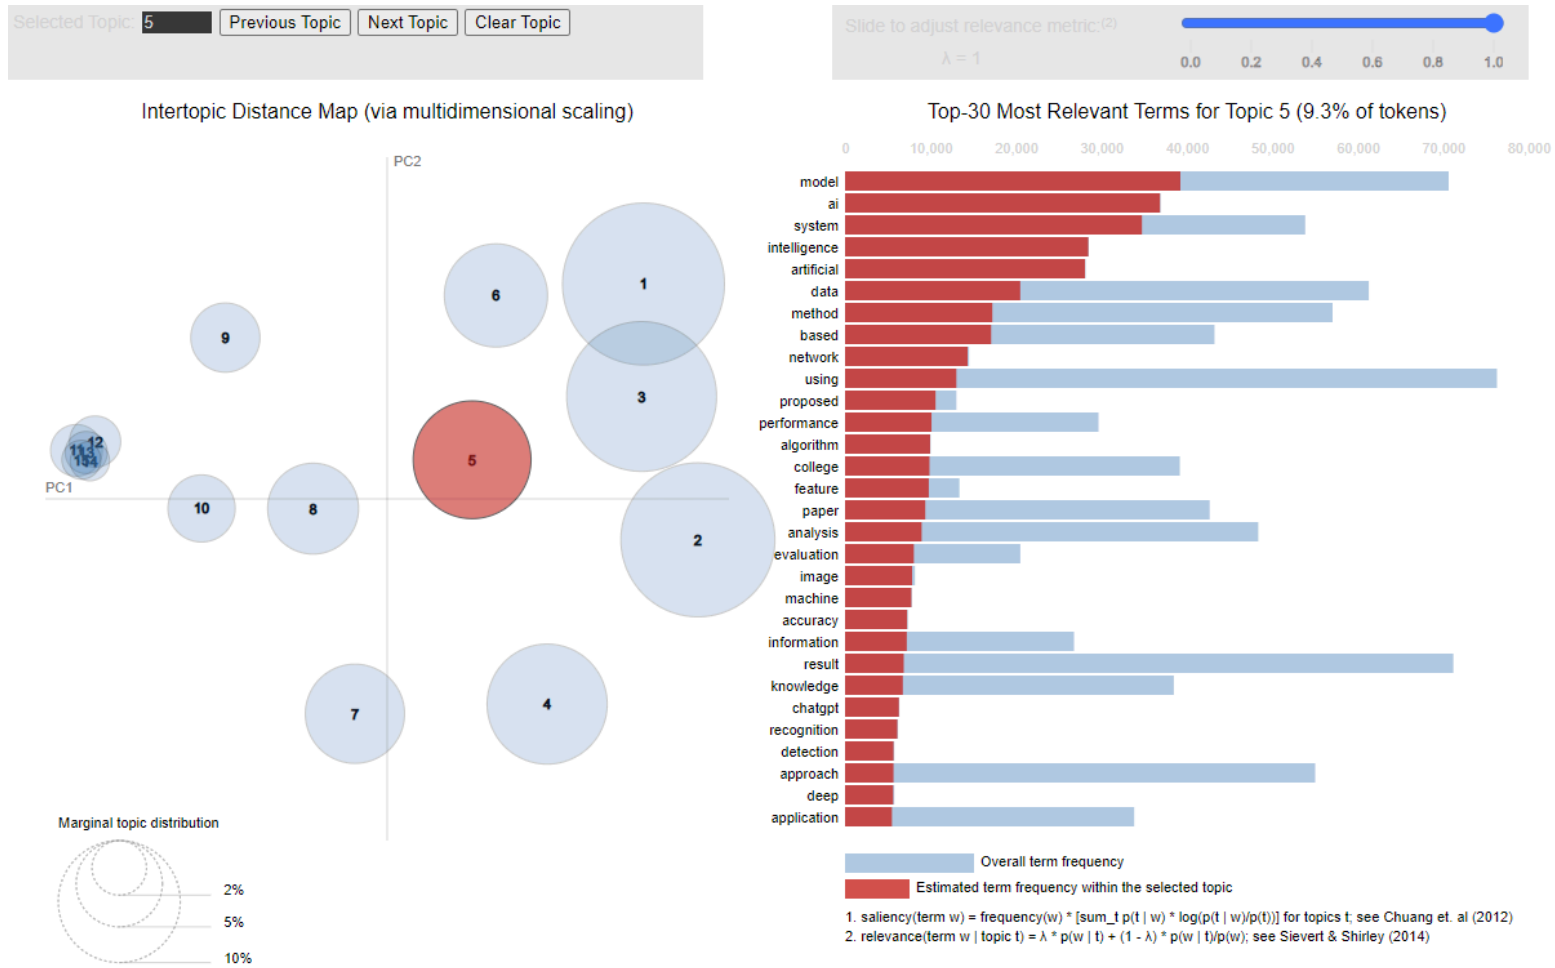 Selected Topic: 5 Previous Topic Next Topic Clear Topic
Slide to adjust relevance metric:(2)
λ = 1
0.0 0.2 0.4 0.6 0.8 1.0
Intertopic Distance Map (via multidimensional scaling)
PC2
PC1
1
2
3
4
5
6
7
8
9
10
11
12
13
14
15
Marginal topic distribution
2%
5%
10%
Top-30 Most Relevant Terms for Topic 5 (9.3% of tokens)
0 10,000 20,000 30,000 40,000 50,000 60,000 70,000 80,000
model
ai
system
intelligence
artificial
data
method
based
network
using
proposed
performance
algorithm
college
feature
paper
analysis
evaluation
image
machine
accuracy
information
result
knowledge
chatgpt
recognition
detection
approach
deep
application
Overall term frequency
Estimated term frequency within the selected topic
1. saliency(term w) = frequency(w) * [sum_t p(t | w) * log(p(t | w)/p(t))] for topics t; see Chuang et. al (2012)
2. relevance(term w | topic t) = λ * p(w | t) + (1 - λ) * p(w | t)/p(w); see Sievert & Shirley (2014)